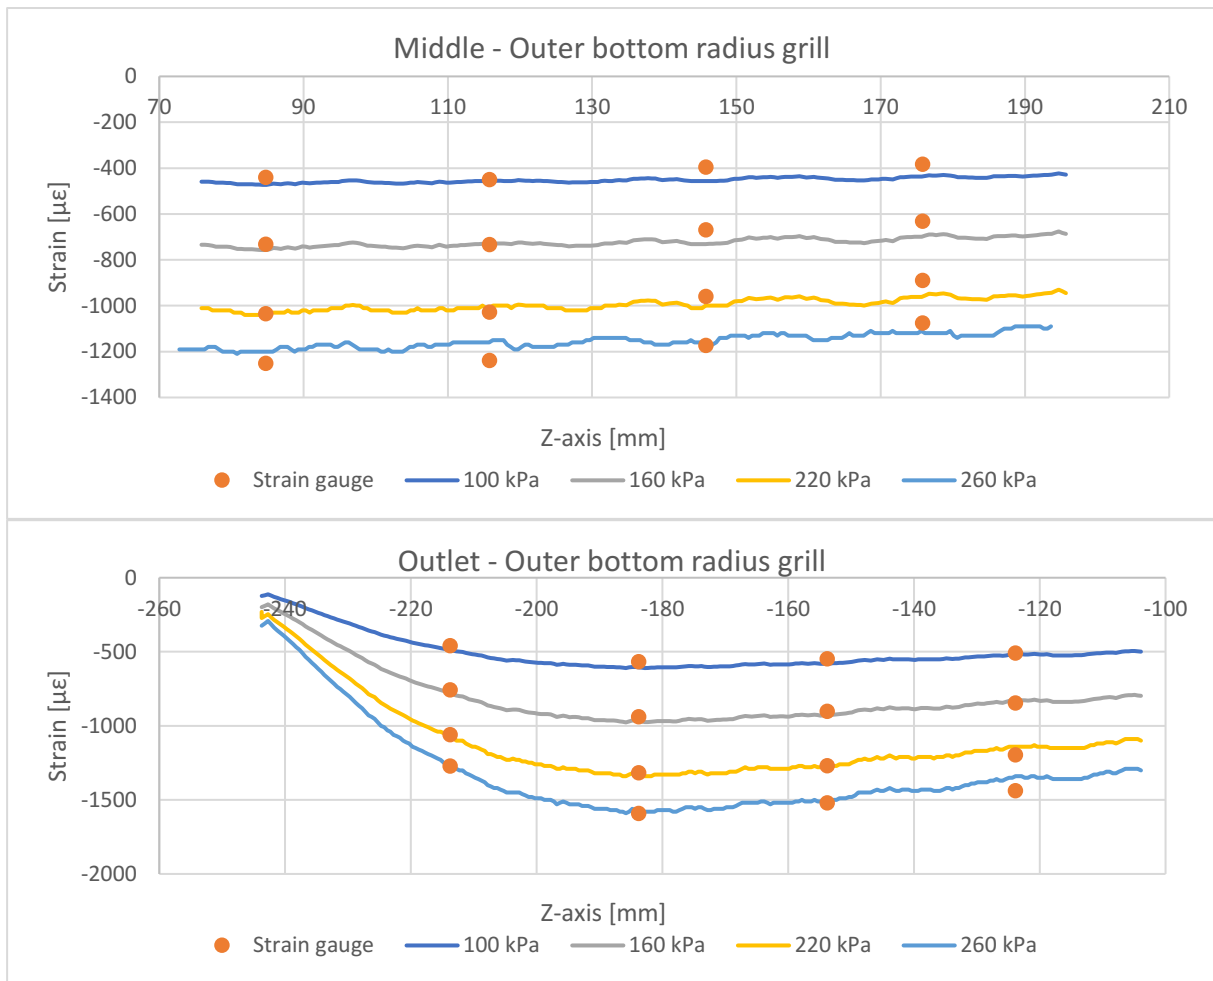 Middle - Outer bottom radius grill
0
70 90 110 130 150 170 190 210
-200
-400
-600
-800
-1000
-1200
-1400
Strain [µε]
Z-axis [mm]
Strain gauge 100 kPa 160 kPa 220 kPa 260 kPa
Outlet - Outer bottom radius grill
0
-260 -240 -220 -200 -180 -160 -140 -120 -100
-500
-1000
-1500
-2000
Strain [µε]
Z-axis [mm]
Strain gauge 100 kPa 160 kPa 220 kPa 260 kPa